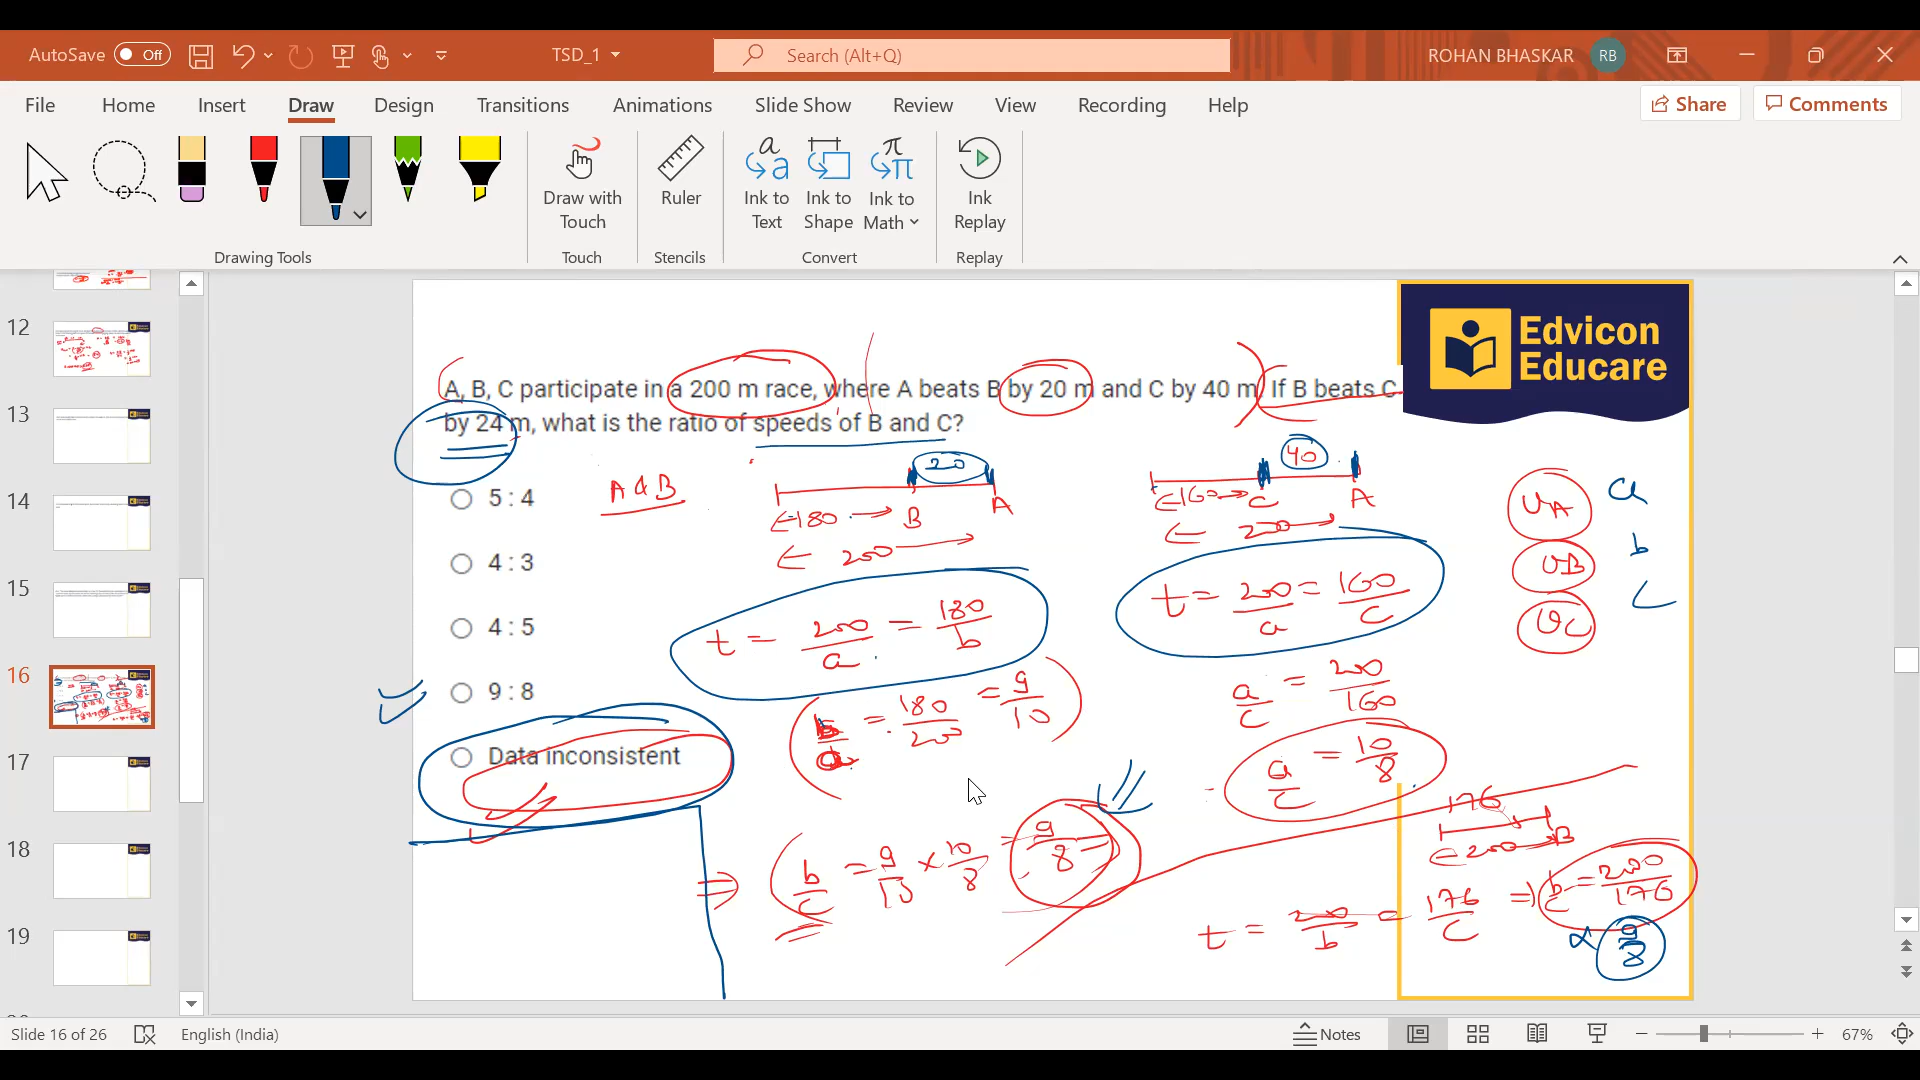 AutoSave Off TSD_1 Search (Alt+Q) ROHAN BHASKAR RB
File Home Insert Draw Design Transitions Animations Slide Show Review View Recording Help Share Comments
Draw with Touch
Ruler
Ink to Text
Ink to Shape
Ink to Math
Ink Replay
Drawing Tools Touch Stencils Convert Replay
12
13
14
15
16
17
18
19
Edvicon
Educare
A, B, C participate in a 200 m race, where A beats B by 20 m and C by 40 m. If B beats C
by 24 m, what is the ratio of speeds of B and C?
5 : 4
4 : 3
4 : 5
9 : 8
Data inconsistent
A & B
20
180 B A
200
40
160 C A
200
VA a
VB b
VC c
t = 200/a = 180/b
t = 200/a = 160/c
b/a = 180/200 = 9/10
a/c = 200/160
a/c = 10/8
⇒ b/c = 9/10 × 10/8 = 9/8
176
200 B
t = 200/b = 176/c ⇒ b/c = 200/176
Slide 16 of 26 English (India) Notes 67%